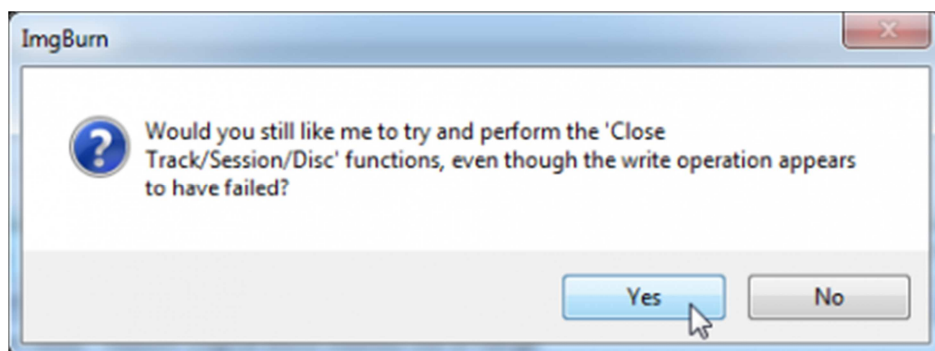 ImgBurn
Would you still like me to try and perform the 'Close
Track/Session/Disc' functions, even though the write operation appears
to have failed?
Yes
No